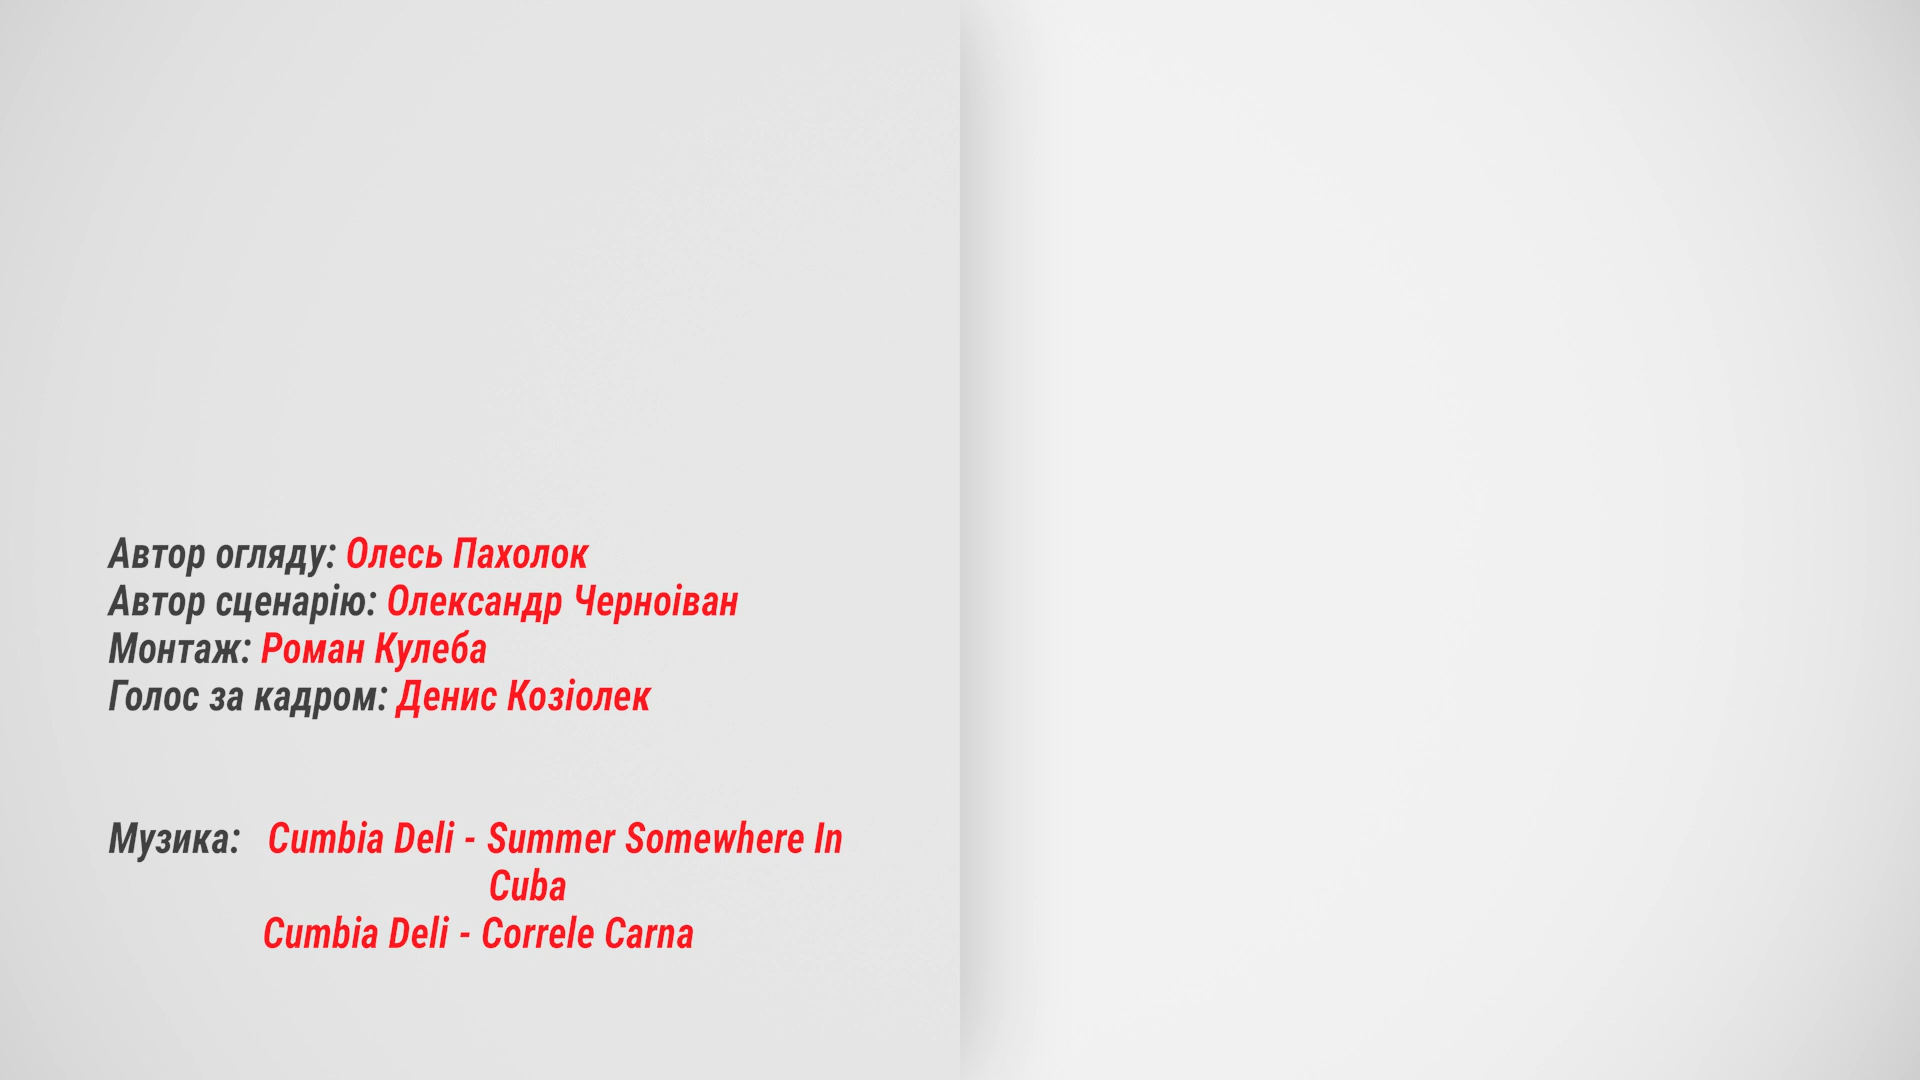 Автор огляду: Олесь Пахолок
Автор сценарію: Олександр Черноіван
Монтаж: Роман Кулеба
Голос за кадром: Денис Козіолек
Музика: Cumbia Deli - Summer Somewhere In
Cuba
Cumbia Deli - Correle Carna